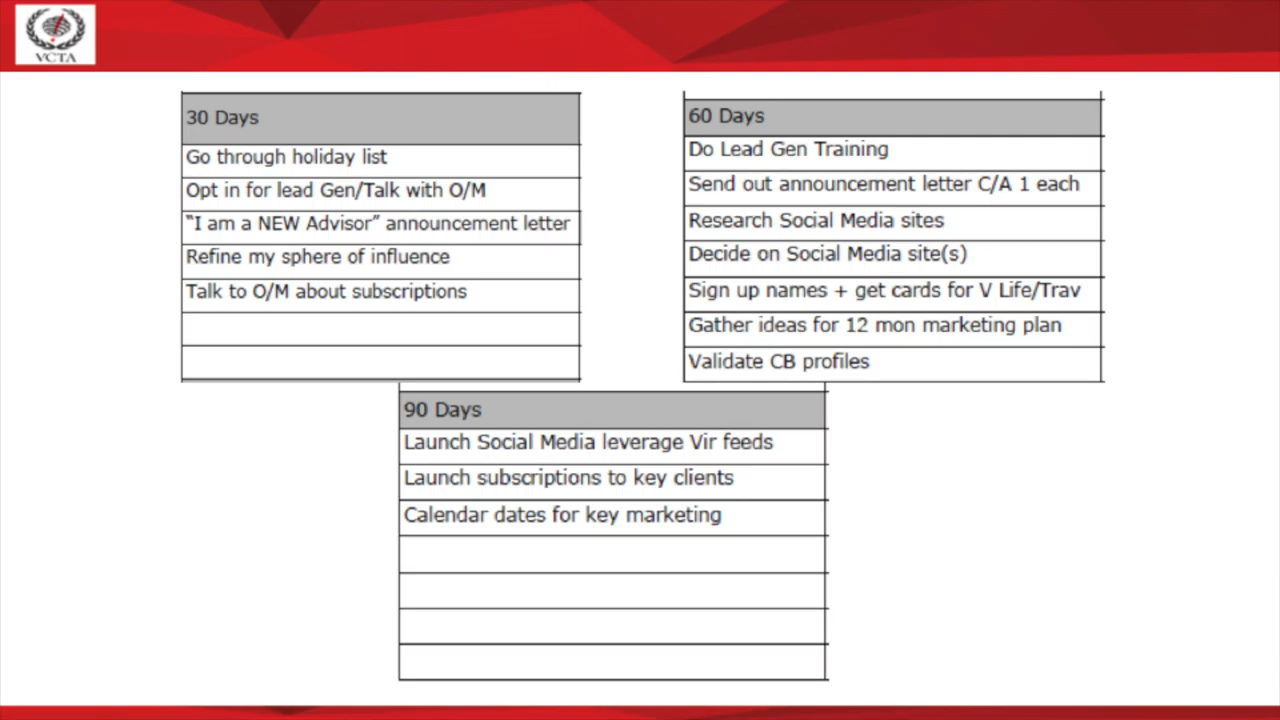 VCTA
30 Days
Go through holiday list
Opt in for lead Gen/Talk with O/M
“I am a NEW Advisor” announcement letter
Refine my sphere of influence
Talk to O/M about subscriptions
60 Days
Do Lead Gen Training
Send out announcement letter C/A 1 each
Research Social Media sites
Decide on Social Media site(s)
Sign up names + get cards for V Life/Trav
Gather ideas for 12 mon marketing plan
Validate CB profiles
90 Days
Launch Social Media leverage Vir feeds
Launch subscriptions to key clients
Calendar dates for key marketing